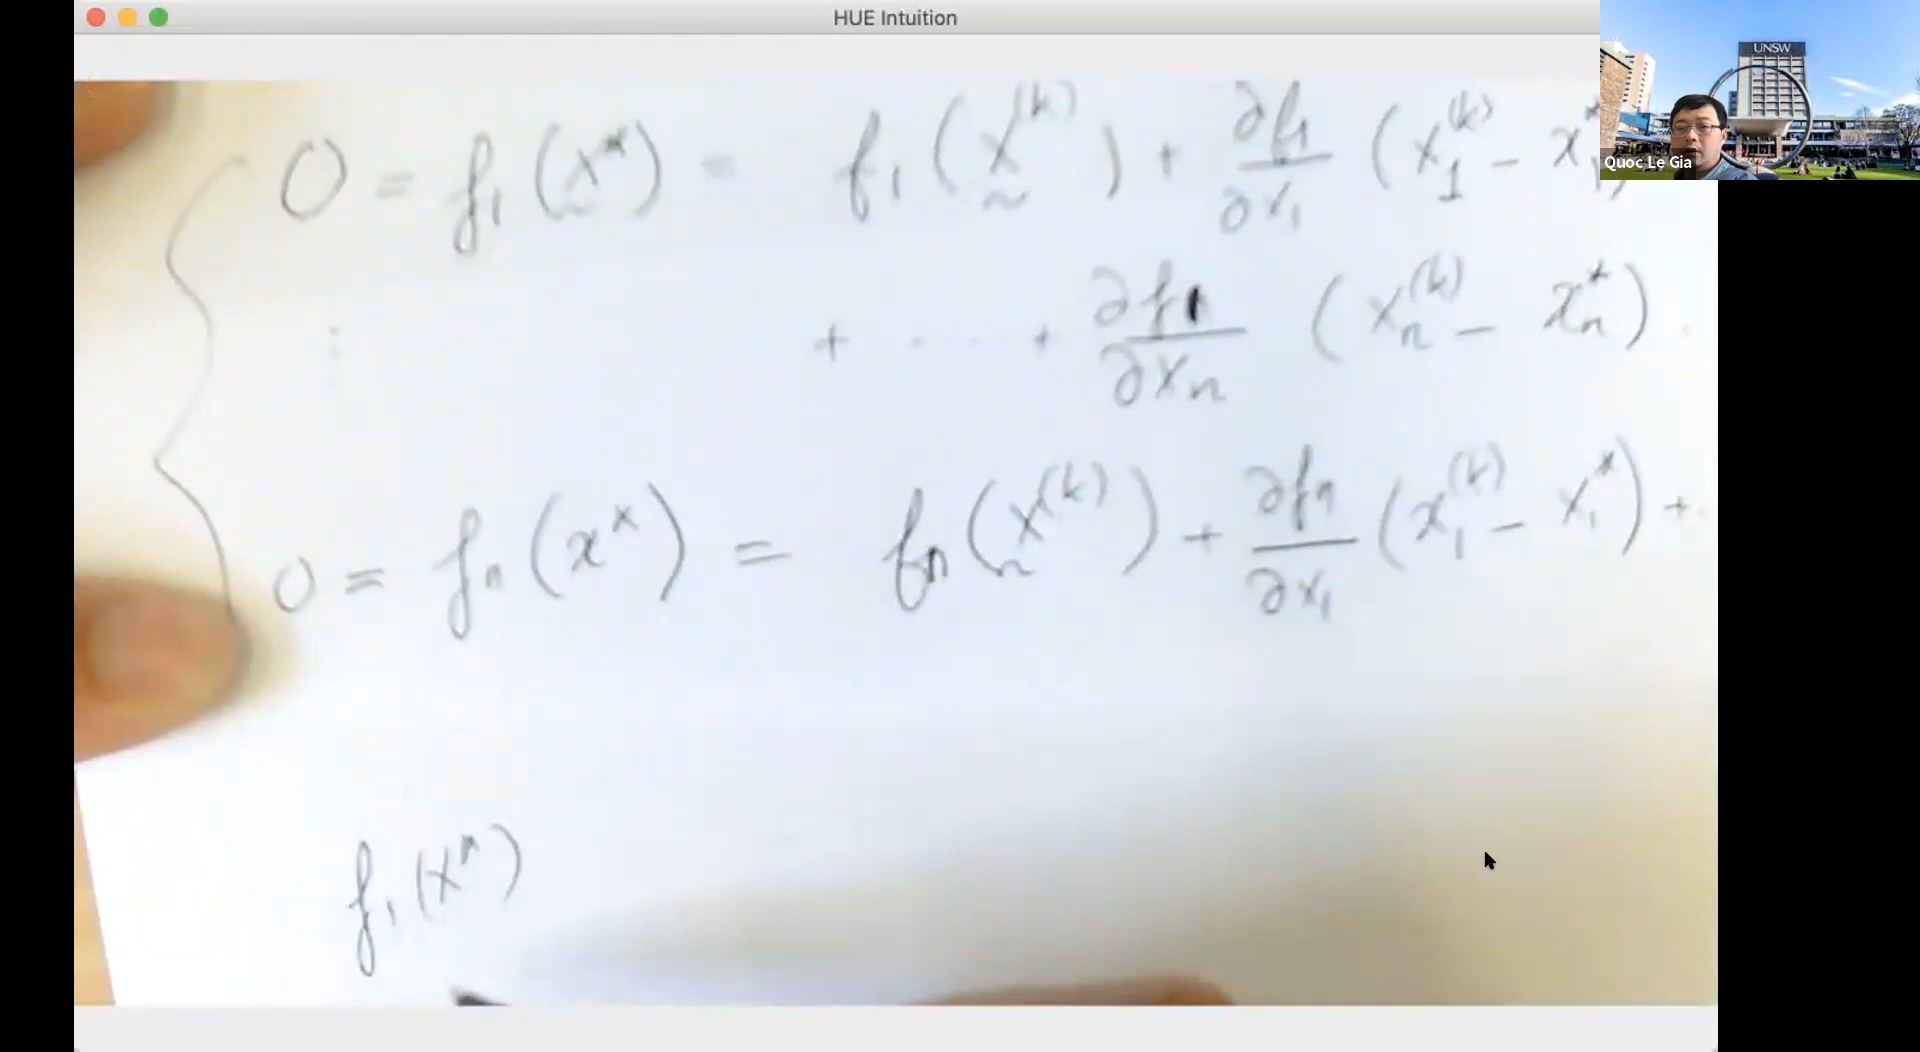 HUE Intuition
UNSW
Quoc Le Gia
0 = f₁(x*) = f₁(x^(k)) + ∂f₁/∂x₁ (x₁^(k) − x₁*)
⋮ + ... + ∂f₁/∂xₙ (xₙ^(k) − xₙ*)
0 = fₙ(x*) = fₙ(x^(k)) + ∂fₙ/∂x₁ (x₁^(k) − x₁*) + .
f₁(x*)